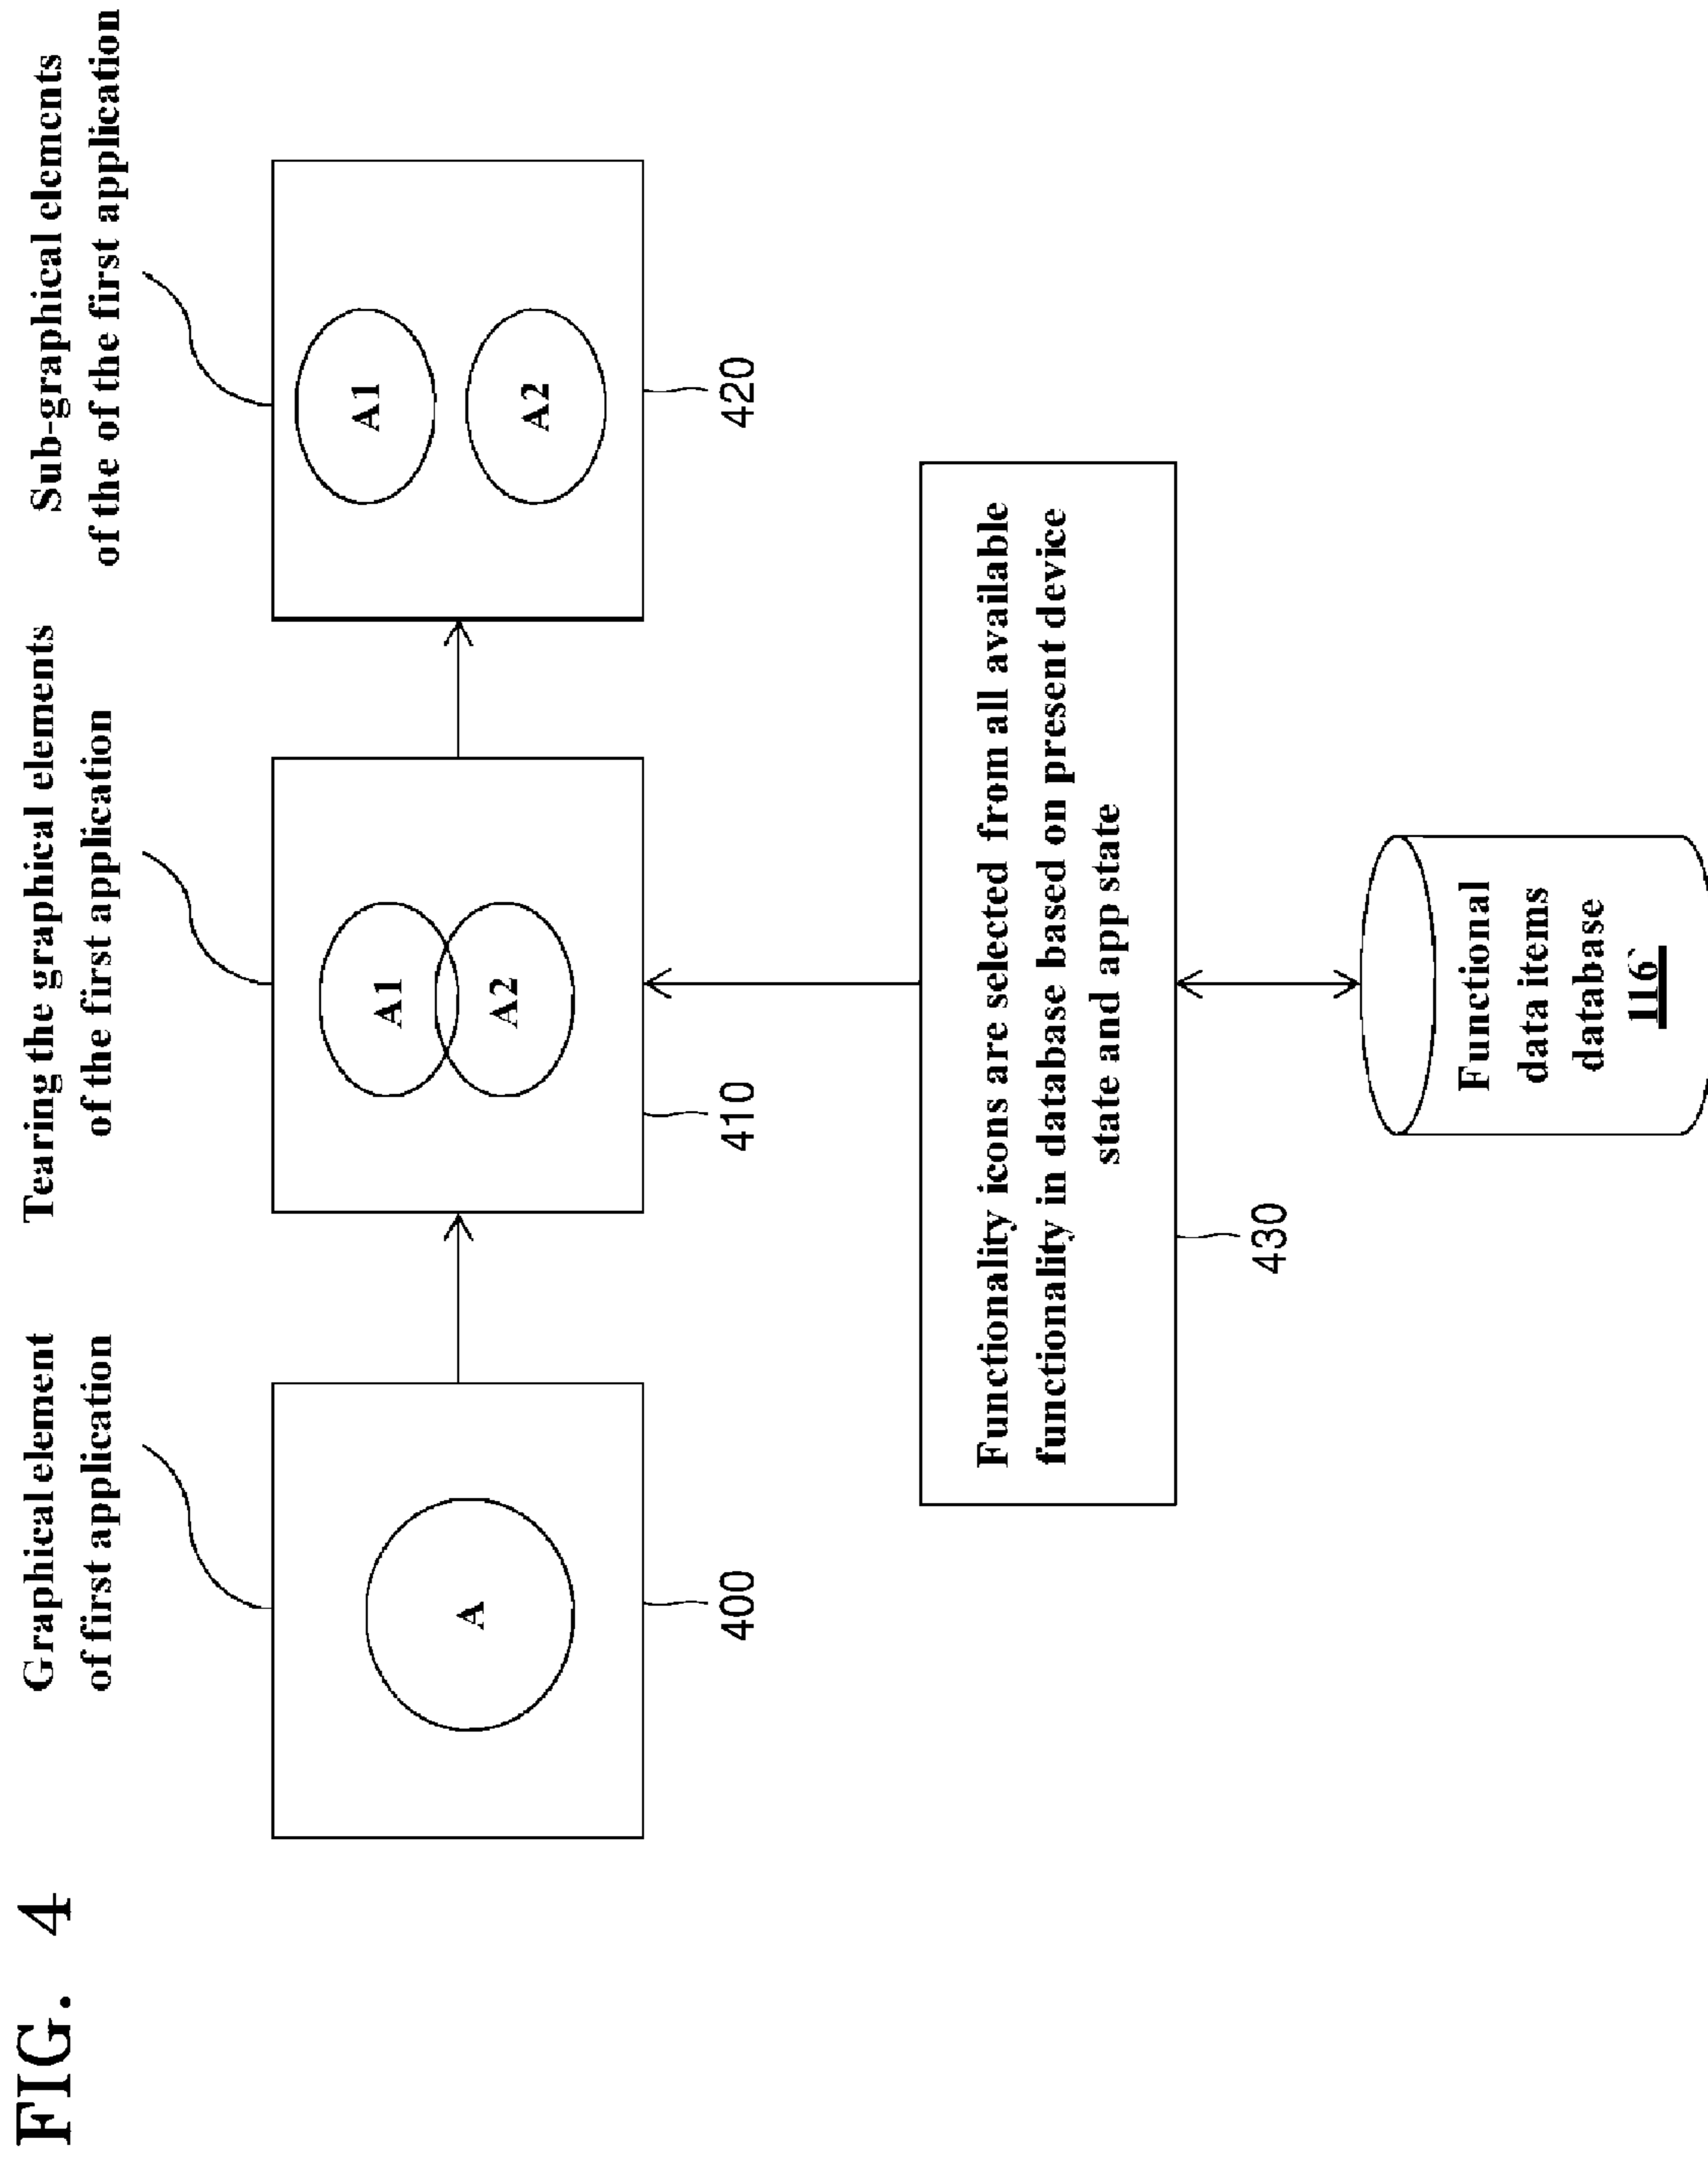 FIG. 4
Graphical element
of first application
Tearing the graphical elements
of the first application
Sub-graphical elements
of the of the first application
A
A1
A2
A1
A2
400
410
420
Functionality icons are selected from all available
functionality in database based on present device
state and app state
430
Functional
data items
database
116